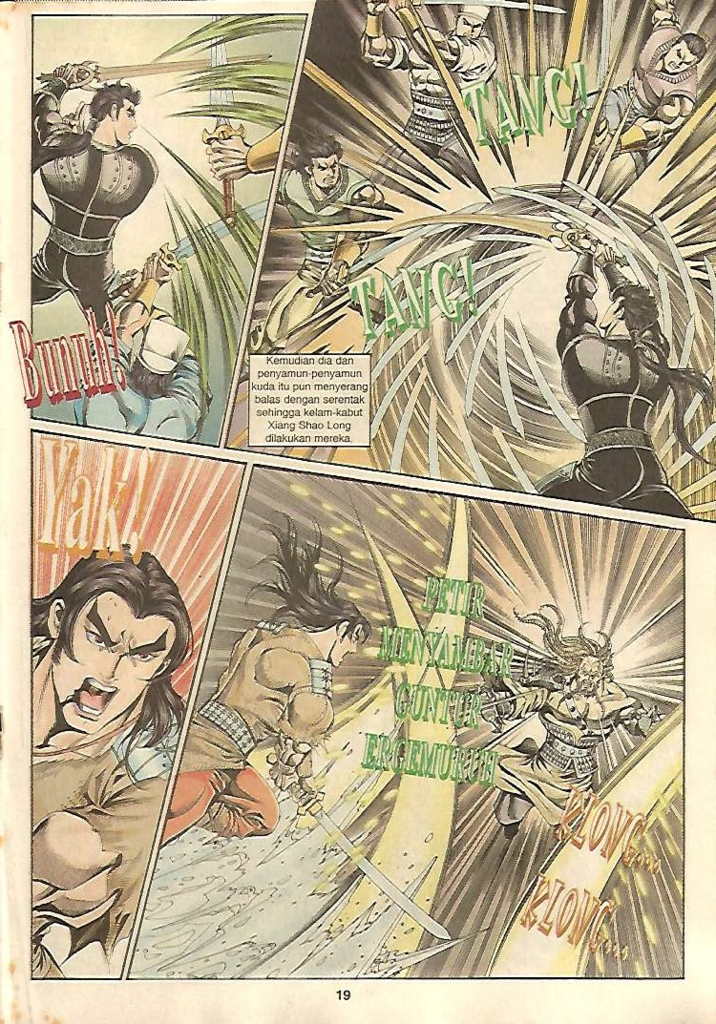 TANG!
Bunuh!
TANG!
Kemudian dia dan
penyamun-penyamun
kuda itu menyerang
balas dengan serentak
sehingga kelam-kabut
Xiang Shao Long
dilakukan mereka.
Yak!
PETIR
MENYAMBAR
GUNTUR
BERGEMURUH
KLONG...
KLONG...
19